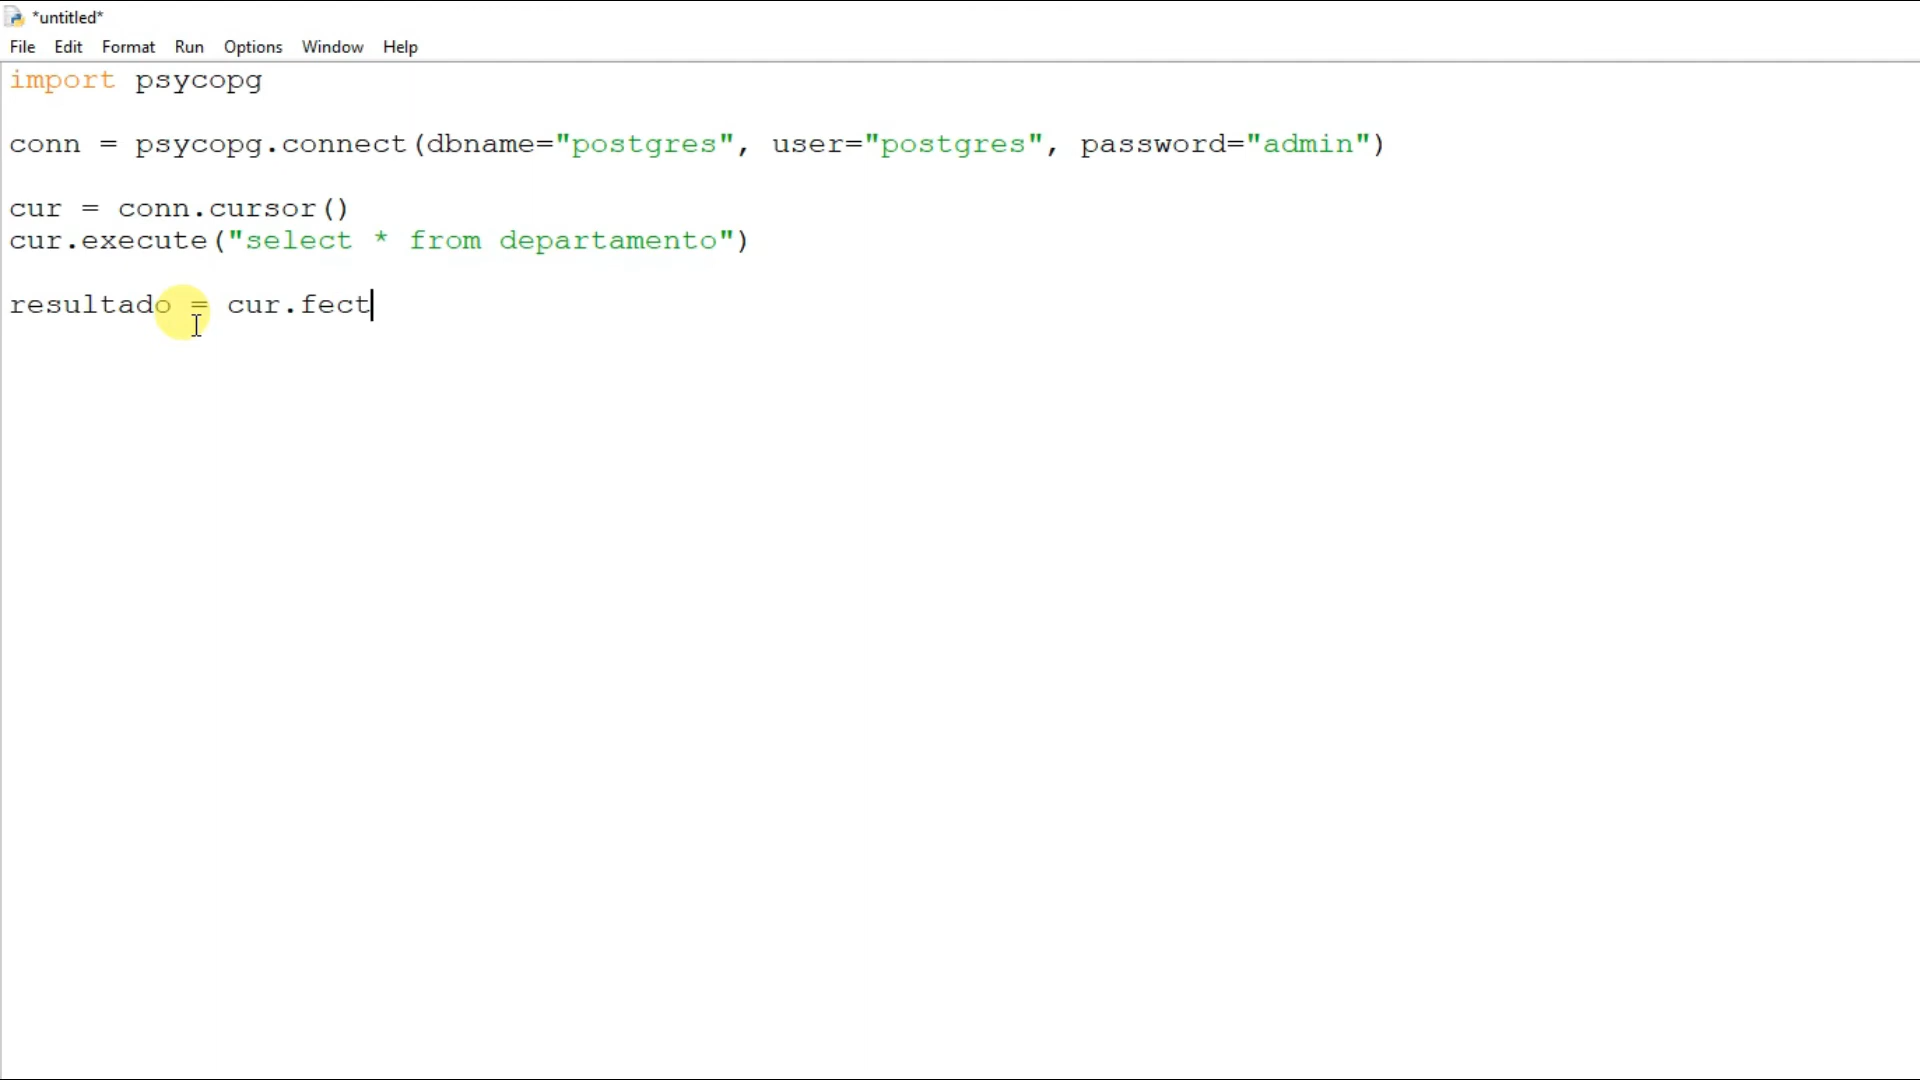 *untitled*
File Edit Format Run Options Window Help
import psycopg
conn = psycopg.connect(dbname="postgres", user="postgres", password="admin")
cur = conn.cursor()
cur.execute("select * from departamento")
resultado = cur.fect